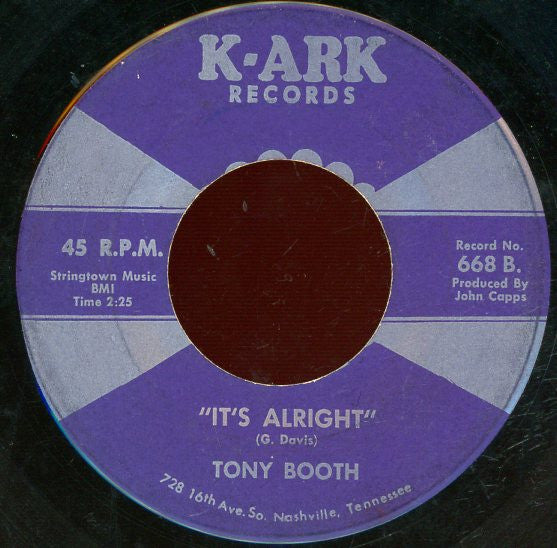 K-ARK
RECORDS
45 R.P.M.
Stringtown Music
BMI
Time 2:25
Record No.
668 B.
Produced By
John Capps
"IT'S ALRIGHT"
(G. Davis)
TONY BOOTH
728 16th Ave. So. Nashville, Tennessee